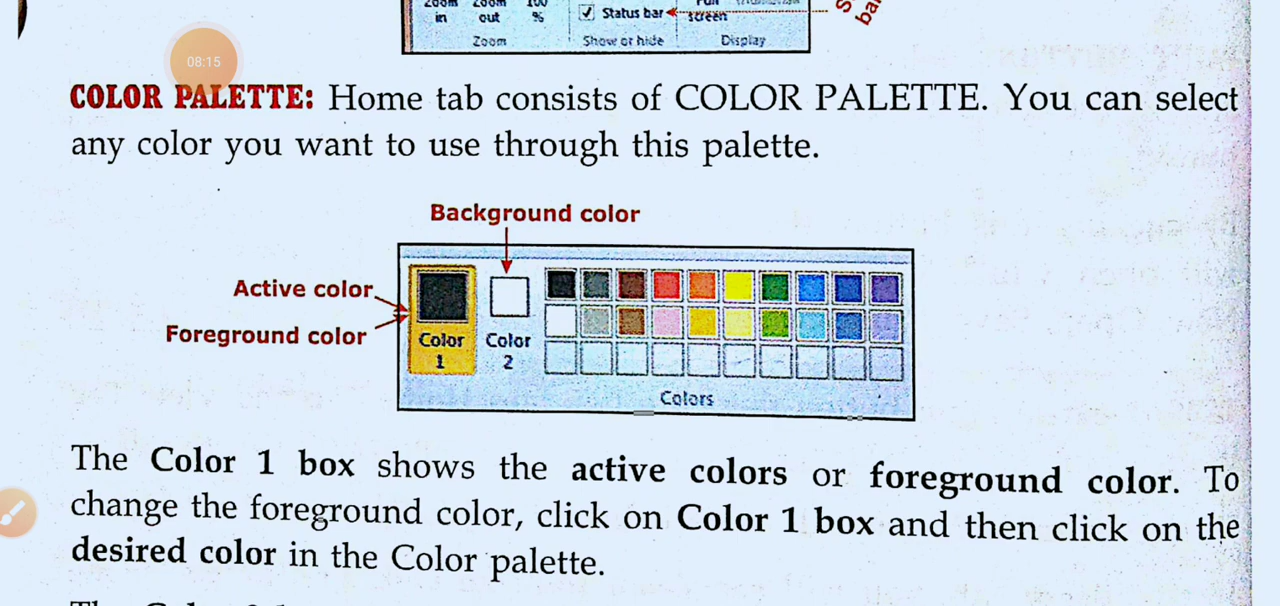 Zoom Zoom 100
in out %
Status bar
screen
Zoom Show or hide Display
08:15
COLOR PALETTE: Home tab consists of COLOR PALETTE. You can select
any color you want to use through this palette.
Background color
Active color
Foreground color
Color Color
1 2
Colors
The Color 1 box shows the active colors or foreground color. To
change the foreground color, click on Color 1 box and then click on the
desired color in the Color palette.